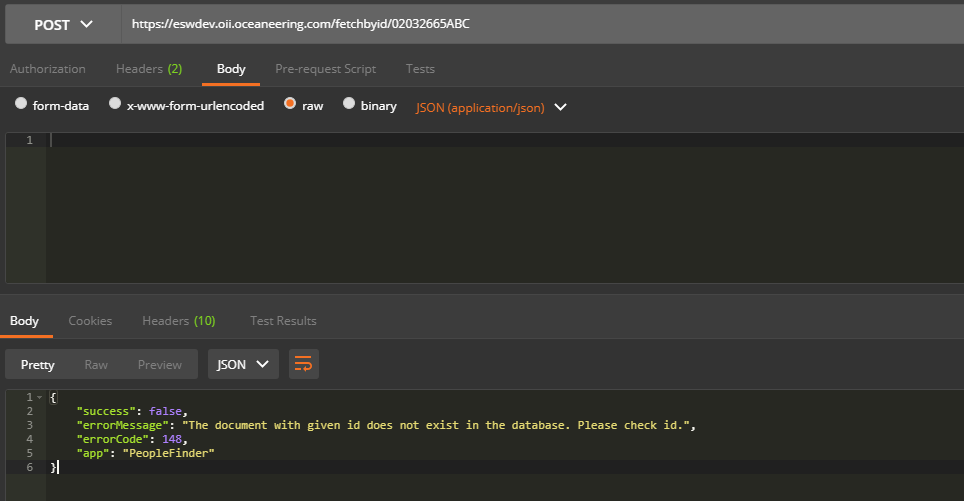 POST https://eswdev.oii.oceaneering.com/fetchbyid/02032665ABC
Authorization Headers (2) Body Pre-request Script Tests
form-data x-www-form-urlencoded raw binary JSON (application/json)
1
Body Cookies Headers (10) Test Results
Pretty Raw Preview JSON
1 {
2 "success": false,
3 "errorMessage": "The document with given id does not exist in the database. Please check id.",
4 "errorCode": 148,
5 "app": "PeopleFinder"
6 }